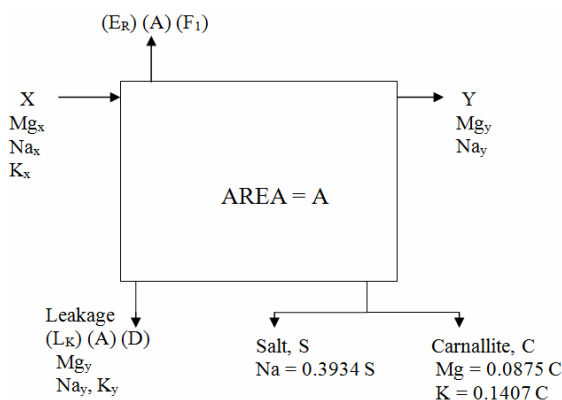 (E_R) (A) (F_1)
X
Mg_x
Na_x
K_x
Y
Mg_y
Na_y
AREA = A
Leakage
(L_K) (A) (D)
Mg_y
Na_y, K_y
Salt, S
Na = 0.3934 S
Carnallite, C
Mg = 0.0875 C
K = 0.1407 C